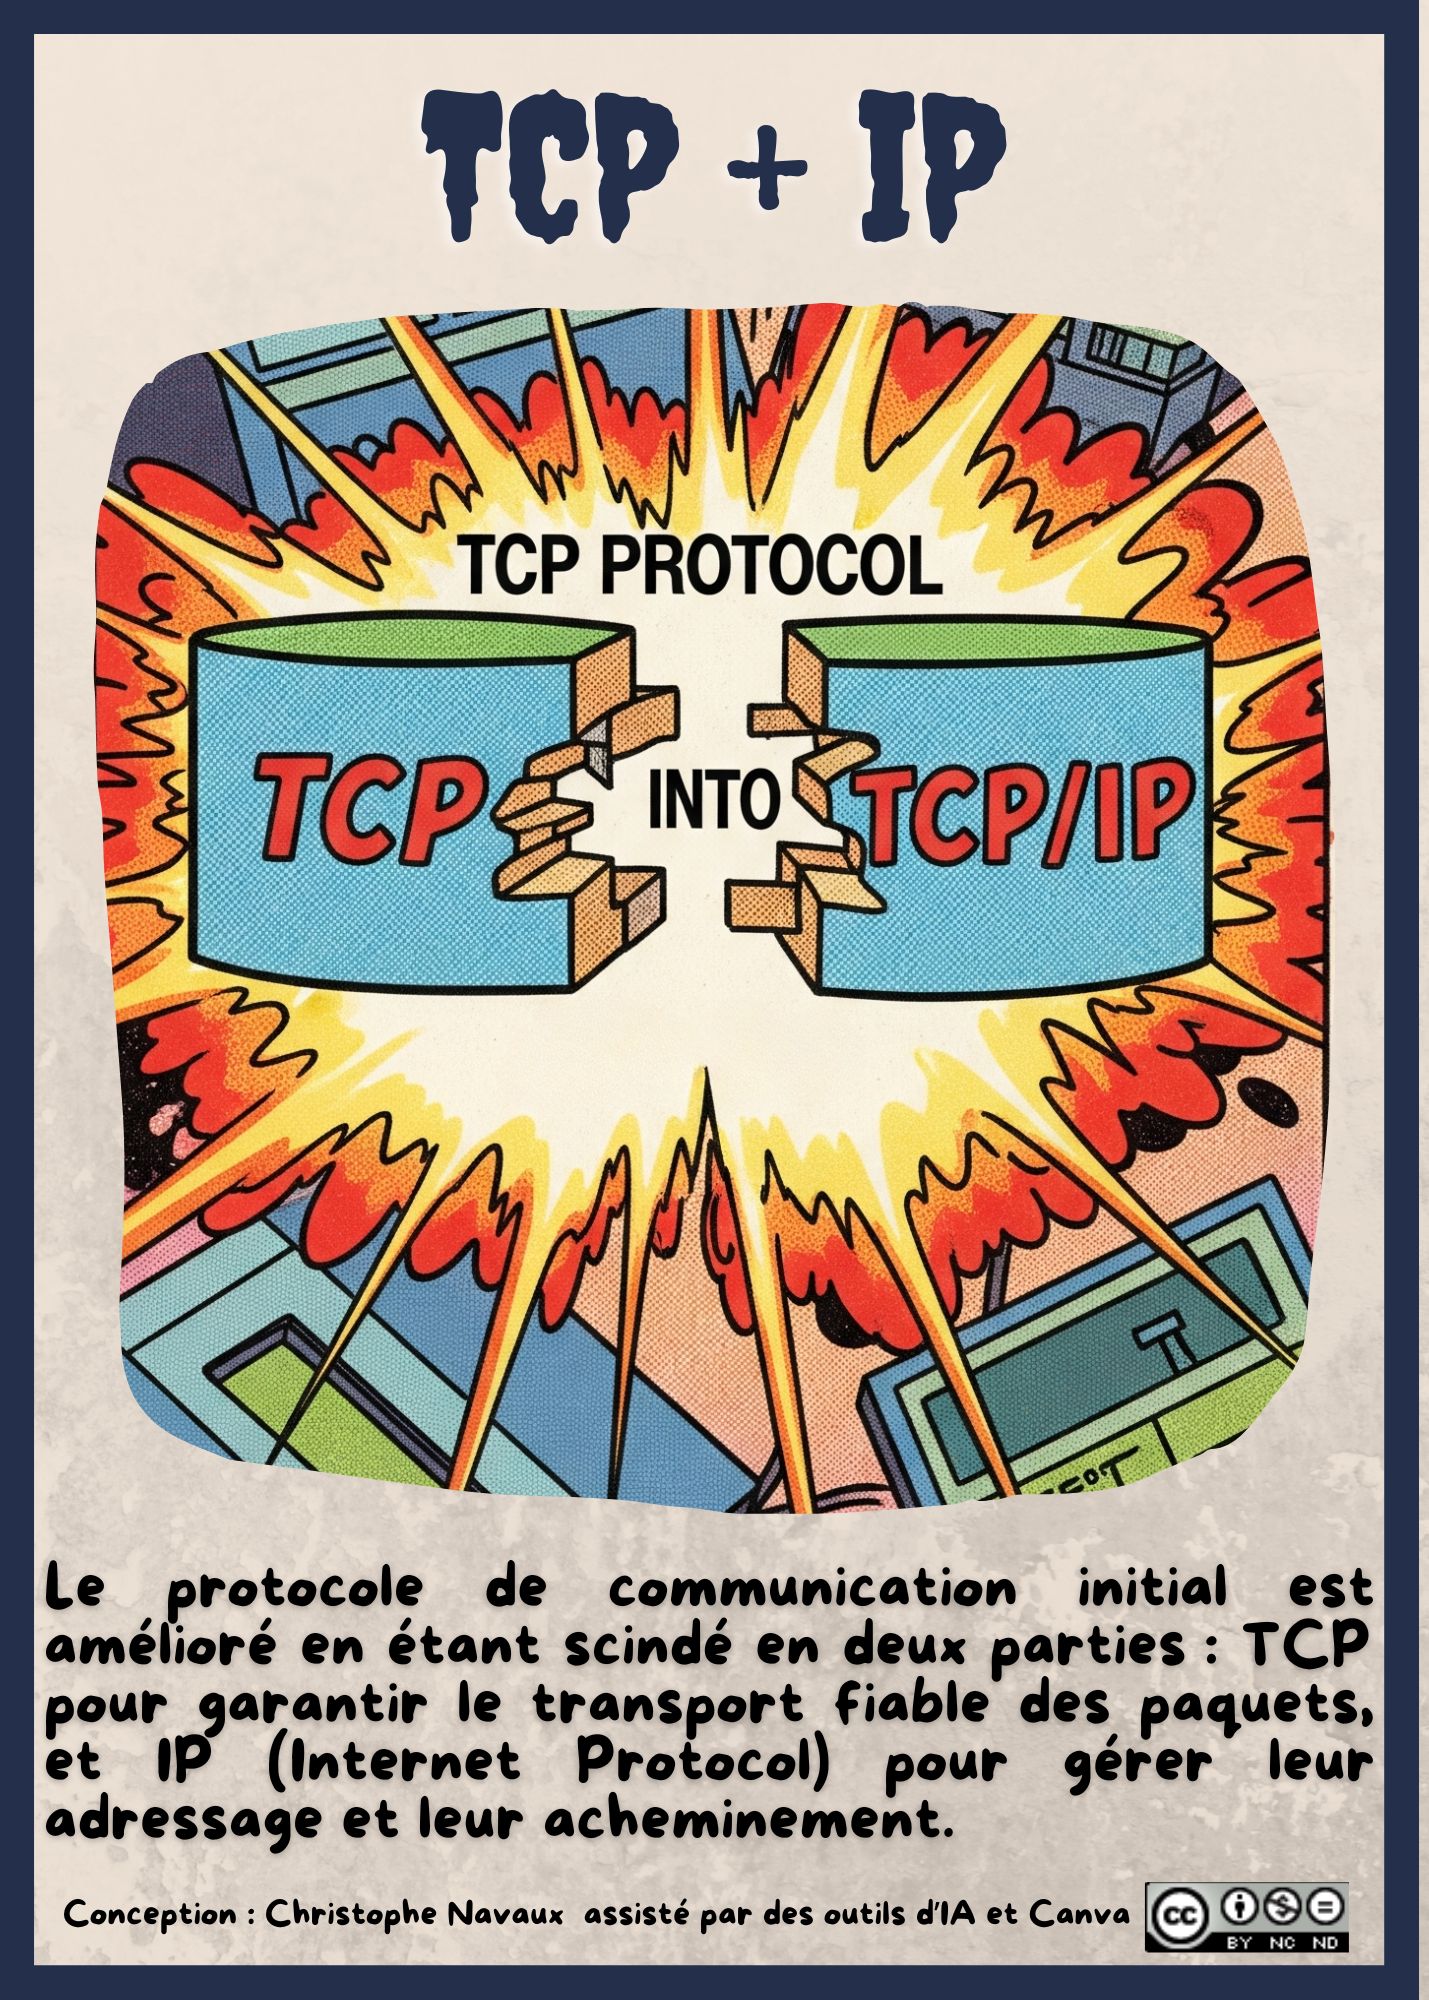 TCP + IP
TCP PROTOCOL
TCP
INTO
TCP/IP
Le protocole de communication initial est
amélioré en étant scindé en deux parties : TCP
pour garantir le transport fiable des paquets,
et IP (Internet Protocol) pour gérer leur
adressage et leur acheminement.
Conception : Christophe Navaux assisté par des outils d'IA et Canva
cc
BY NC ND